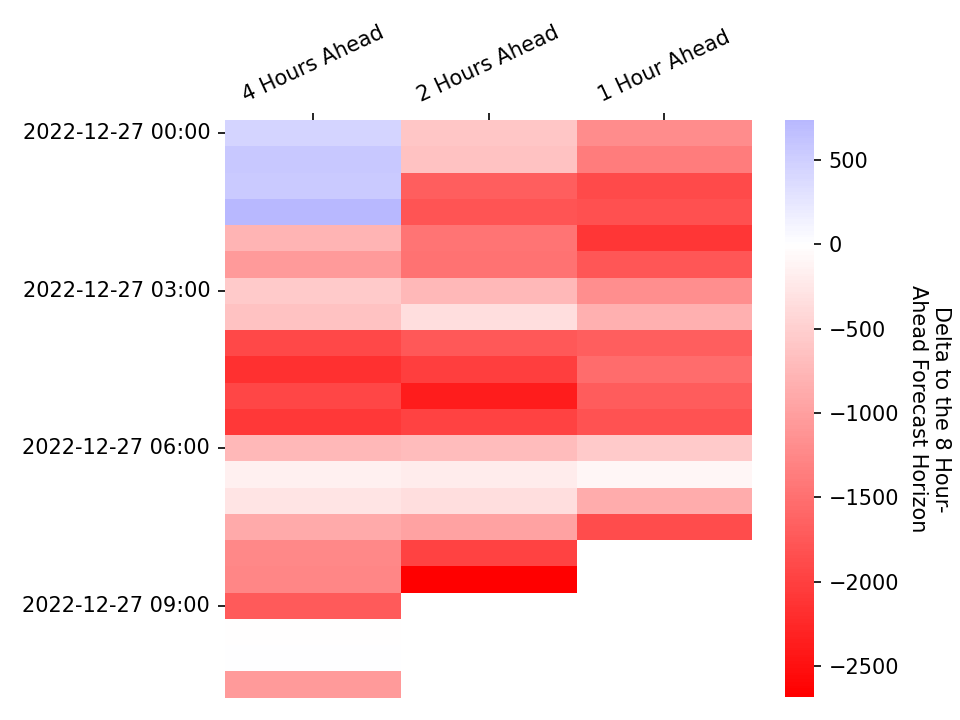 4 Hours Ahead
2 Hours Ahead
1 Hour Ahead
2022-12-27 00:00
2022-12-27 03:00
2022-12-27 06:00
2022-12-27 09:00
500
0
−500
−1000
−1500
−2000
−2500
Delta to the 8 Hour-
Ahead Forecast Horizon